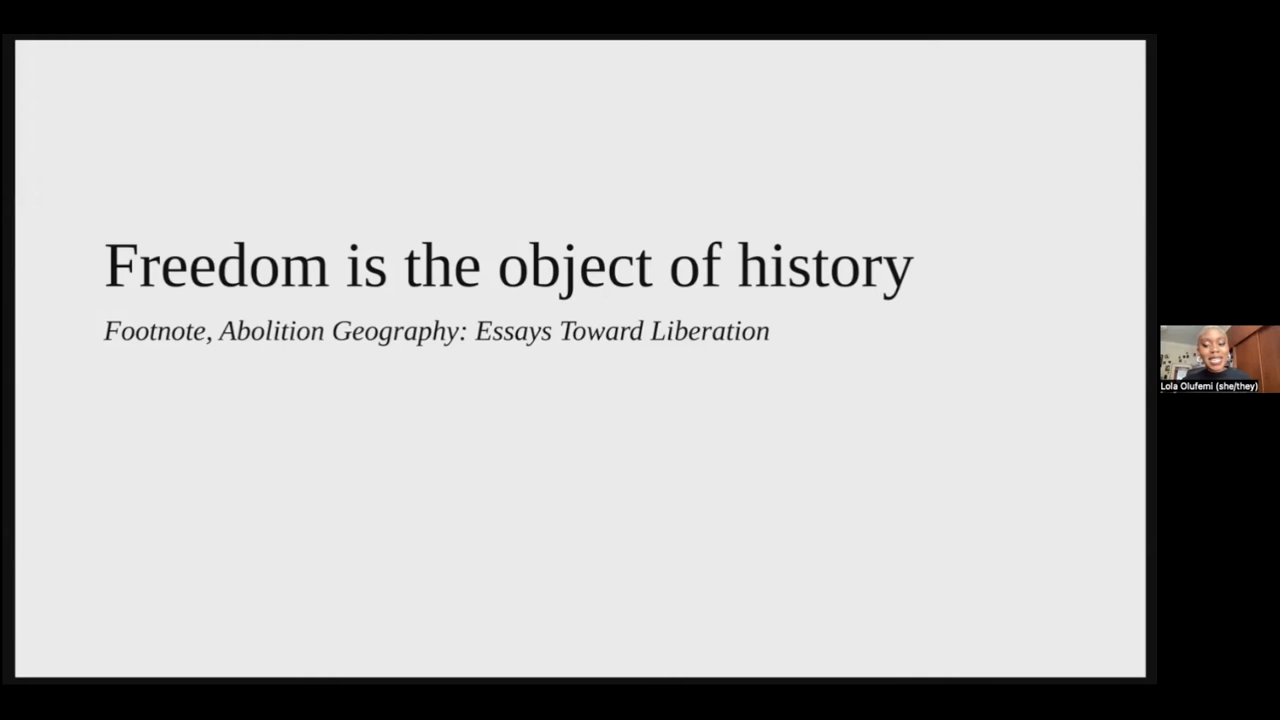 Freedom is the object of history
Footnote, Abolition Geography: Essays Toward Liberation
Lola Olufemi (she/they)